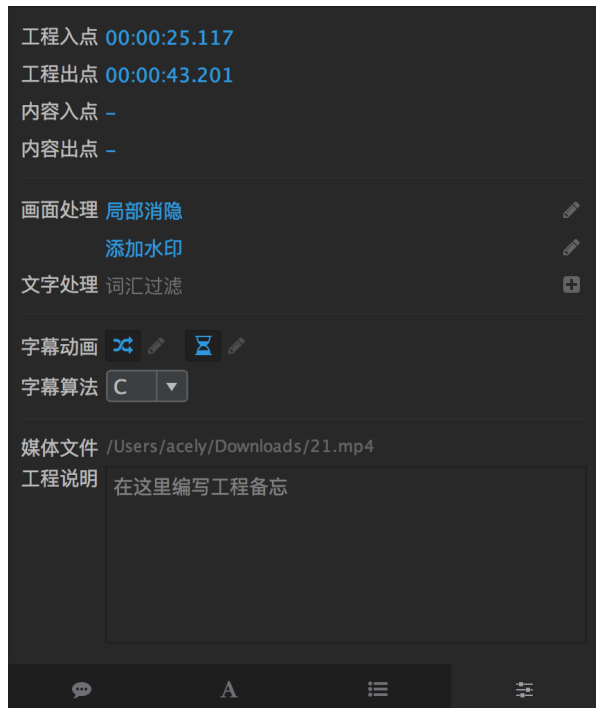 工程入点 00:00:25.117
工程出点 00:00:43.201
内容入点 –
内容出点 –
画面处理 局部消隐
添加水印
文字处理 词汇过滤
字幕动画
字幕算法 C
媒体文件 /Users/acely/Downloads/21.mp4
工程说明 在这里编写工程备忘
A